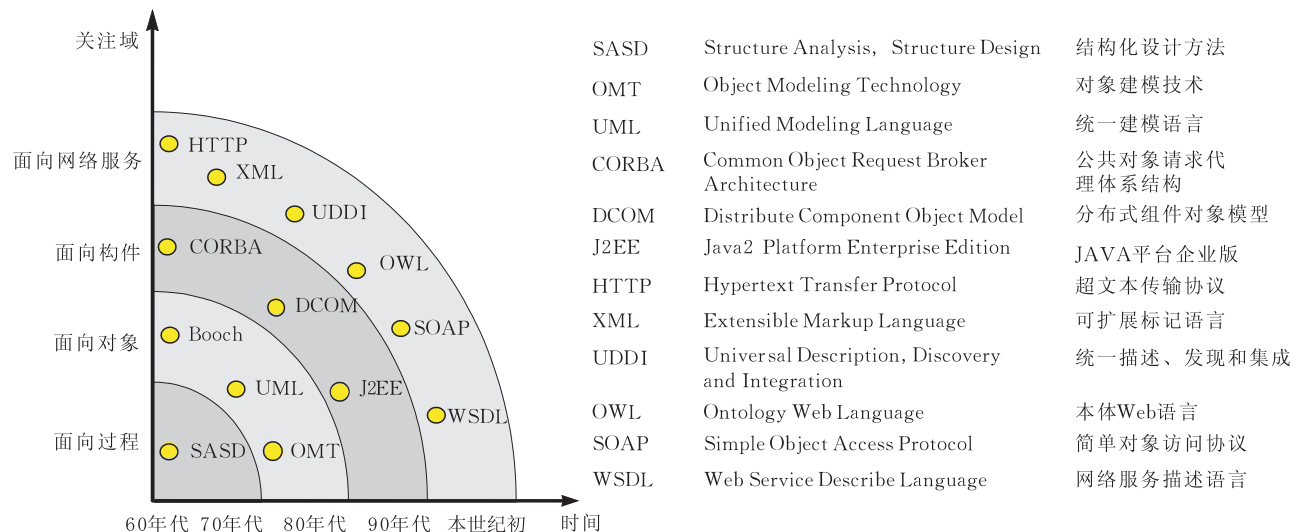 关注域
面向网络服务
HTTP
XML
UDDI
面向构件
CORBA
OWL
DCOM
SOAP
面向对象
Booch
UML
J2EE
WSDL
面向过程
SASD
OMT
60年代 70年代 80年代 90年代 本世纪初 时间
SASD Structure Analysis, Structure Design 结构化设计方法
OMT Object Modeling Technology 对象建模技术
UML Unified Modeling Language 统一建模语言
CORBA Common Object Request Broker 公共对象请求代
Architecture 理体系结构
DCOM Distribute Component Object Model 分布式组件对象模型
J2EE Java2 Platform Enterprise Edition JAVA平台企业版
HTTP Hypertext Transfer Protocol 超文本传输协议
XML Extensible Markup Language 可扩展标记语言
UDDI Universal Description, Discovery 统一描述、发现和集成
and Integration
OWL Ontology Web Language 本体Web语言
SOAP Simple Object Access Protocol 简单对象访问协议
WSDL Web Service Describe Language 网络服务描述语言